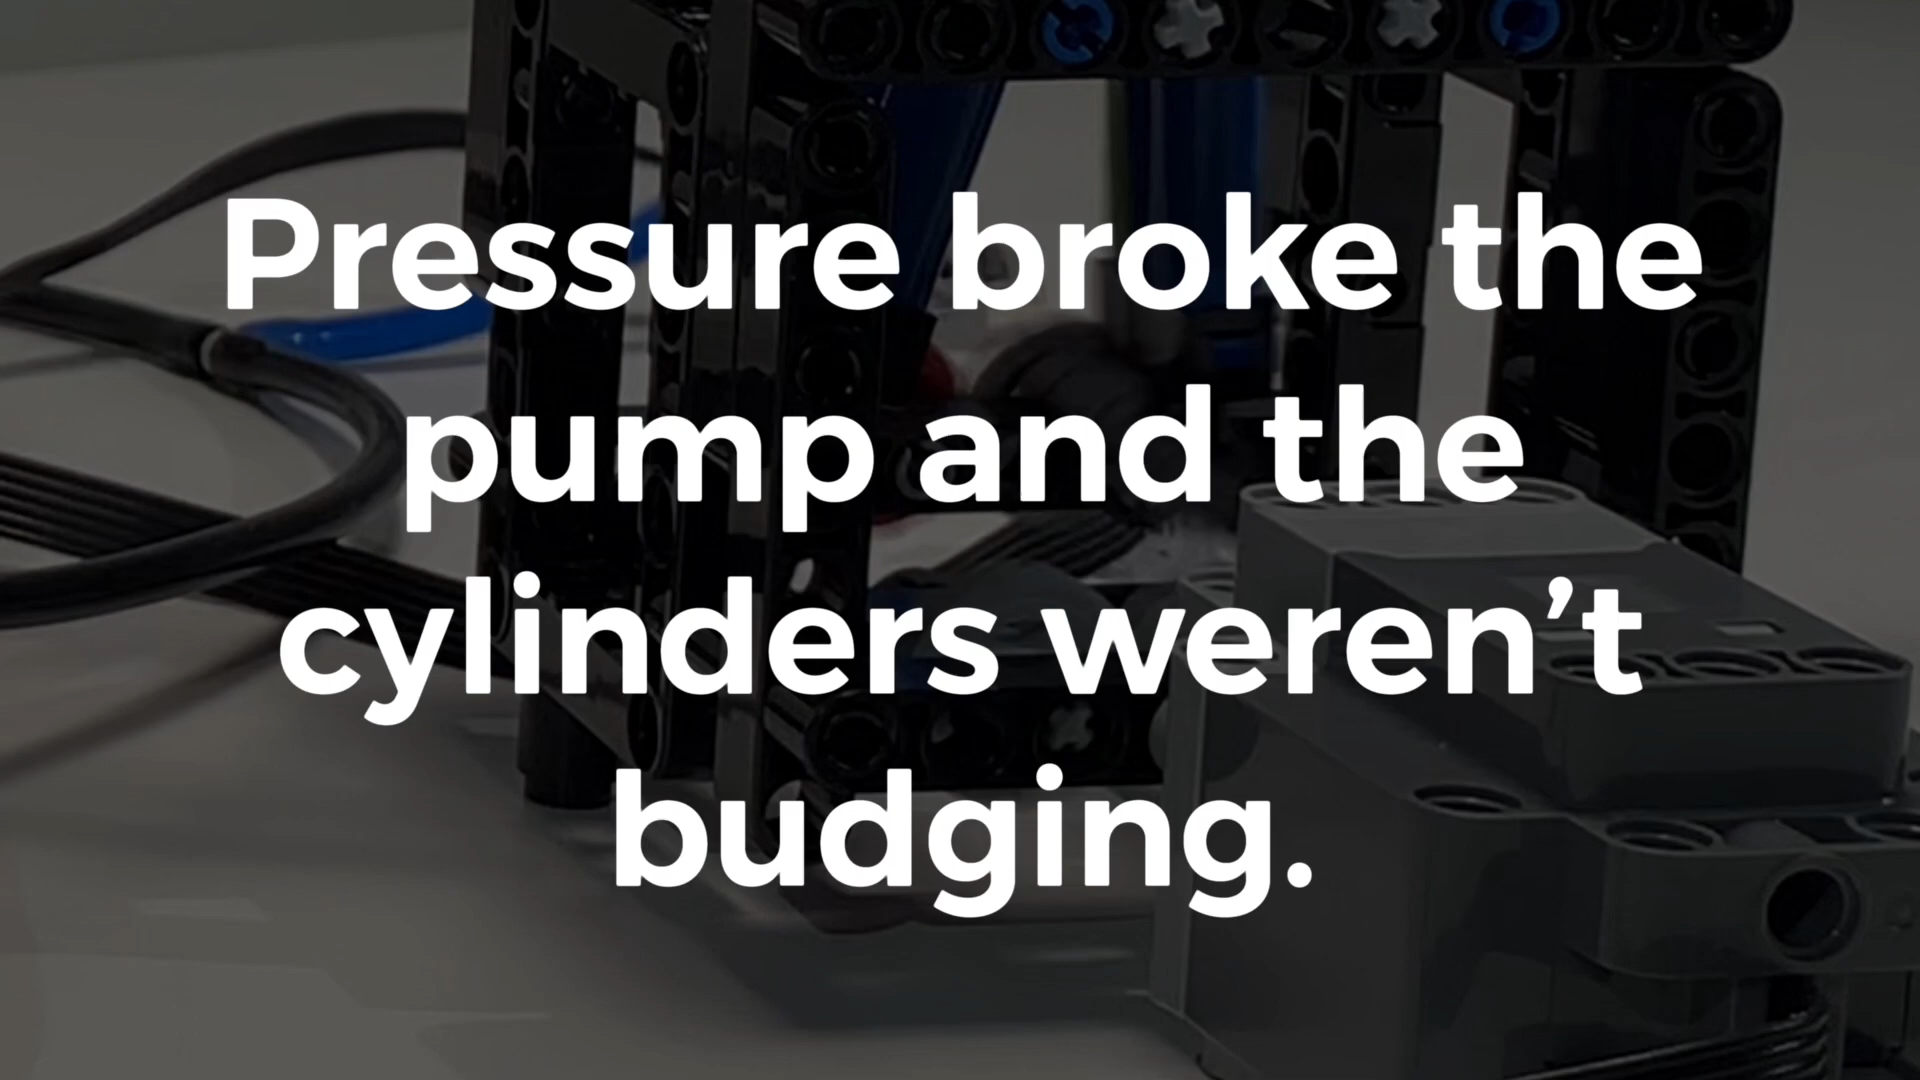 Pressure broke the
pump and the
cylinders weren’t
budging.